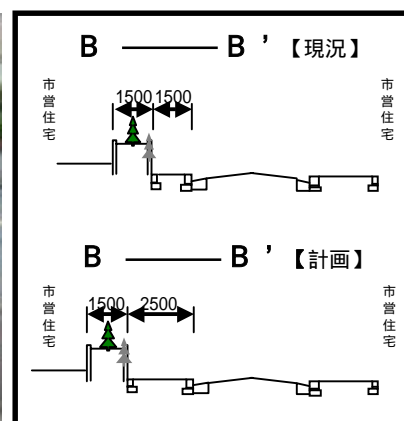 B ——— B ’ 【現況】
市営住宅
1500 1500
市営住宅
B ——— B ’ 【計画】
市営住宅
1500 2500
市営住宅